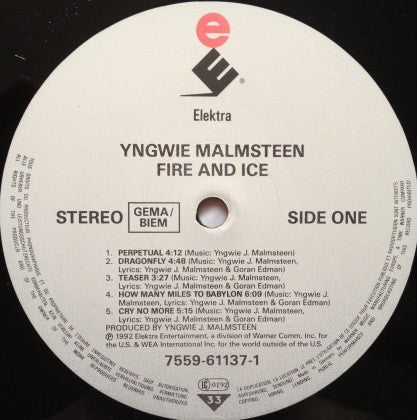 e
Elektra
YNGWIE MALMSTEEN
FIRE AND ICE
STEREO GEMA/ BIEM SIDE ONE
1. PERPETUAL 4:12 (Music: Yngwie J. Malmsteen)
2. DRAGONFLY 4:48 (Music: Yngwie J. Malmsteen,
Lyrics: Yngwie J. Malmsteen & Goran Edman)
3. TEASER 3:27 (Music: Yngwie J. Malmsteen,
Lyrics: Yngwie J. Malmsteen & Goran Edman)
4. HOW MANY MILES TO BABYLON 6:09 (Music: Yngwie J.
Malmsteen, Lyrics: Yngwie J. Malmsteen & Goran Edman)
5. CRY NO MORE 5:15 (Music: Yngwie J. Malmsteen,
Lyrics: Yngwie J. Malmsteen & Goran Edman)
PRODUCED BY YNGWIE J. MALMSTEEN
℗ 1992 Elektra Entertainment, a division of Warner Comm. Inc. for
the U.S. & WEA International Inc. for the world outside of the U.S.
7559-61137-1
LC 0192
33